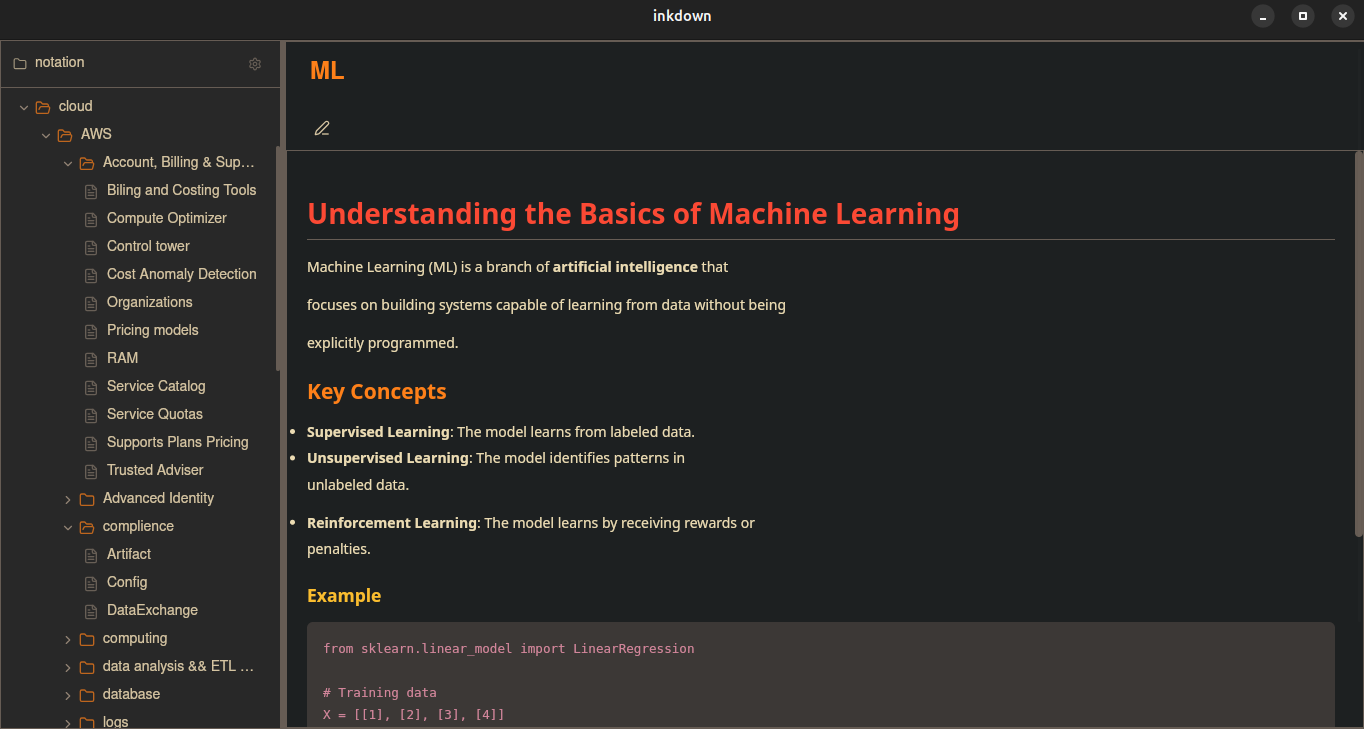 inkdown
notation
cloud
AWS
Account, Billing & Sup...
Biling and Costing Tools
Compute Optimizer
Control tower
Cost Anomaly Detection
Organizations
Pricing models
RAM
Service Catalog
Service Quotas
Supports Plans Pricing
Trusted Adviser
Advanced Identity
complience
Artifact
Config
DataExchange
computing
data analysis && ETL ...
database
logs
ML
Understanding the Basics of Machine Learning
Machine Learning (ML) is a branch of artificial intelligence that
focuses on building systems capable of learning from data without being
explicitly programmed.
Key Concepts
• Supervised Learning: The model learns from labeled data.
• Unsupervised Learning: The model identifies patterns in
unlabeled data.
• Reinforcement Learning: The model learns by receiving rewards or
penalties.
Example
from sklearn.linear_model import LinearRegression
# Training data
X = [[1], [2], [3], [4]]